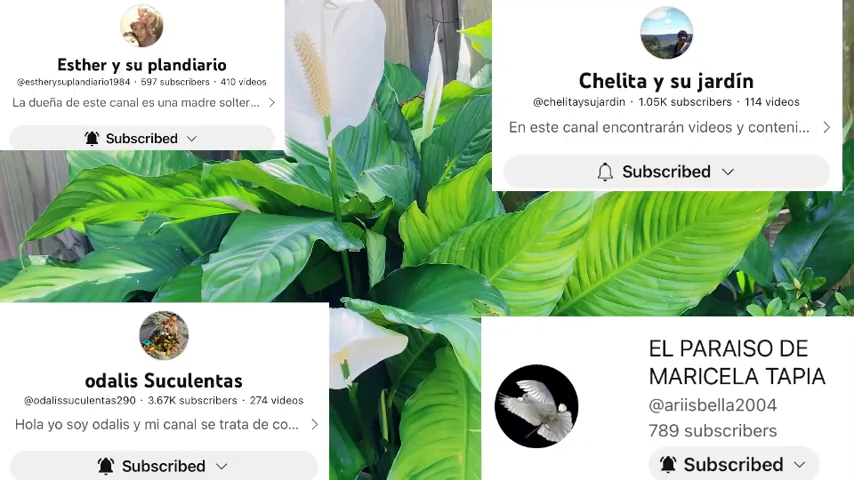 Esther y su plandiario
@estherysuplandiario1984 · 597 subscribers · 410 videos
La dueña de este canal es una madre solter...
Subscribed
Chelita y su jardín
@chelitaysujardin · 1.05K subscribers · 114 videos
En este canal encontrarán videos y conteni...
Subscribed
odalis Suculentas
@odalissuculentas290 · 3.67K subscribers · 274 videos
Hola yo soy odalis y mi canal se trata de co...
Subscribed
EL PARAISO DE
MARICELA TAPIA
@ariisbella2004
789 subscribers
Subscribed